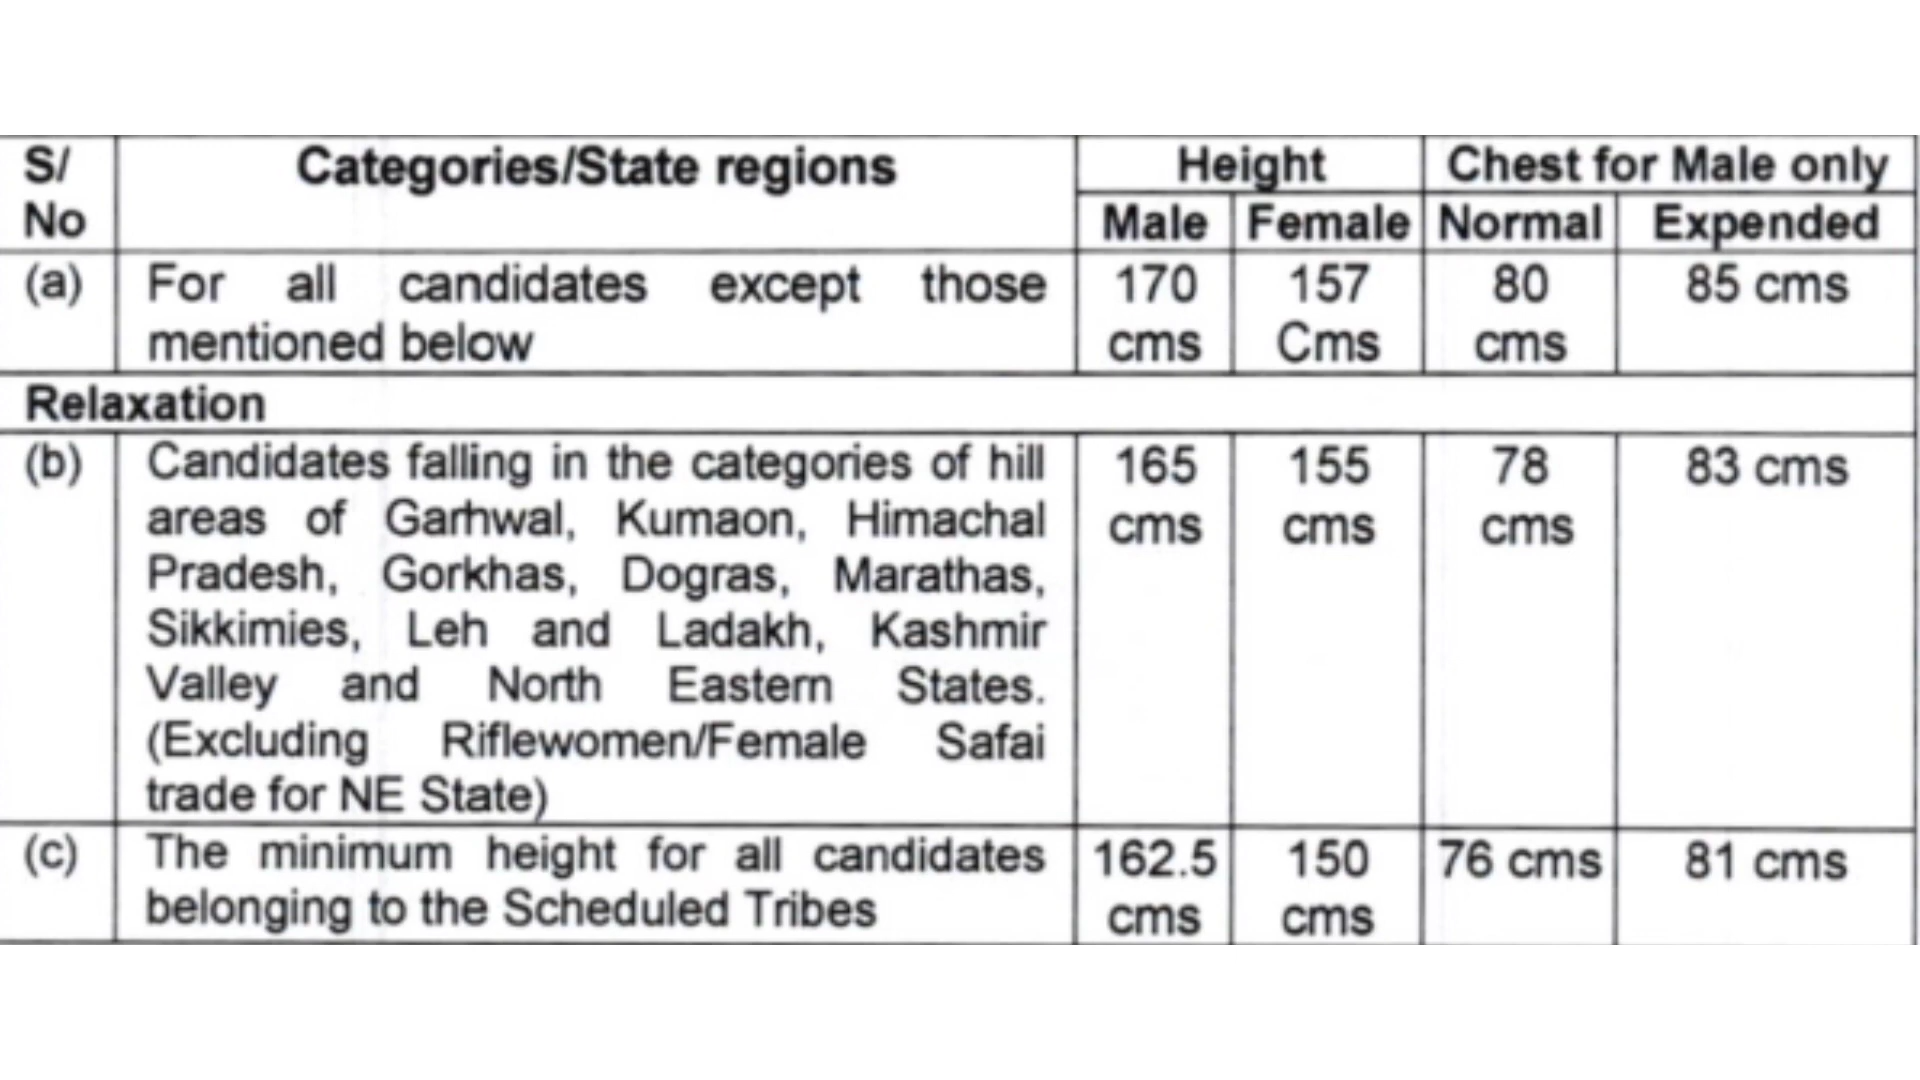 S/ Categories/State regions Height Chest for Male only
No Male Female Normal Expended
(a) For all candidates except those 170 157 80 85 cms
mentioned below cms Cms cms
Relaxation
(b) Candidates falling in the categories of hill 165 155 78 83 cms
areas of Garhwal, Kumaon, Himachal cms cms cms
Pradesh, Gorkhas, Dogras, Marathas,
Sikkimies, Leh and Ladakh, Kashmir
Valley and North Eastern States.
(Excluding Riflewomen/Female Safai
trade for NE State)
(c) The minimum height for all candidates 162.5 150 76 cms 81 cms
belonging to the Scheduled Tribes cms cms